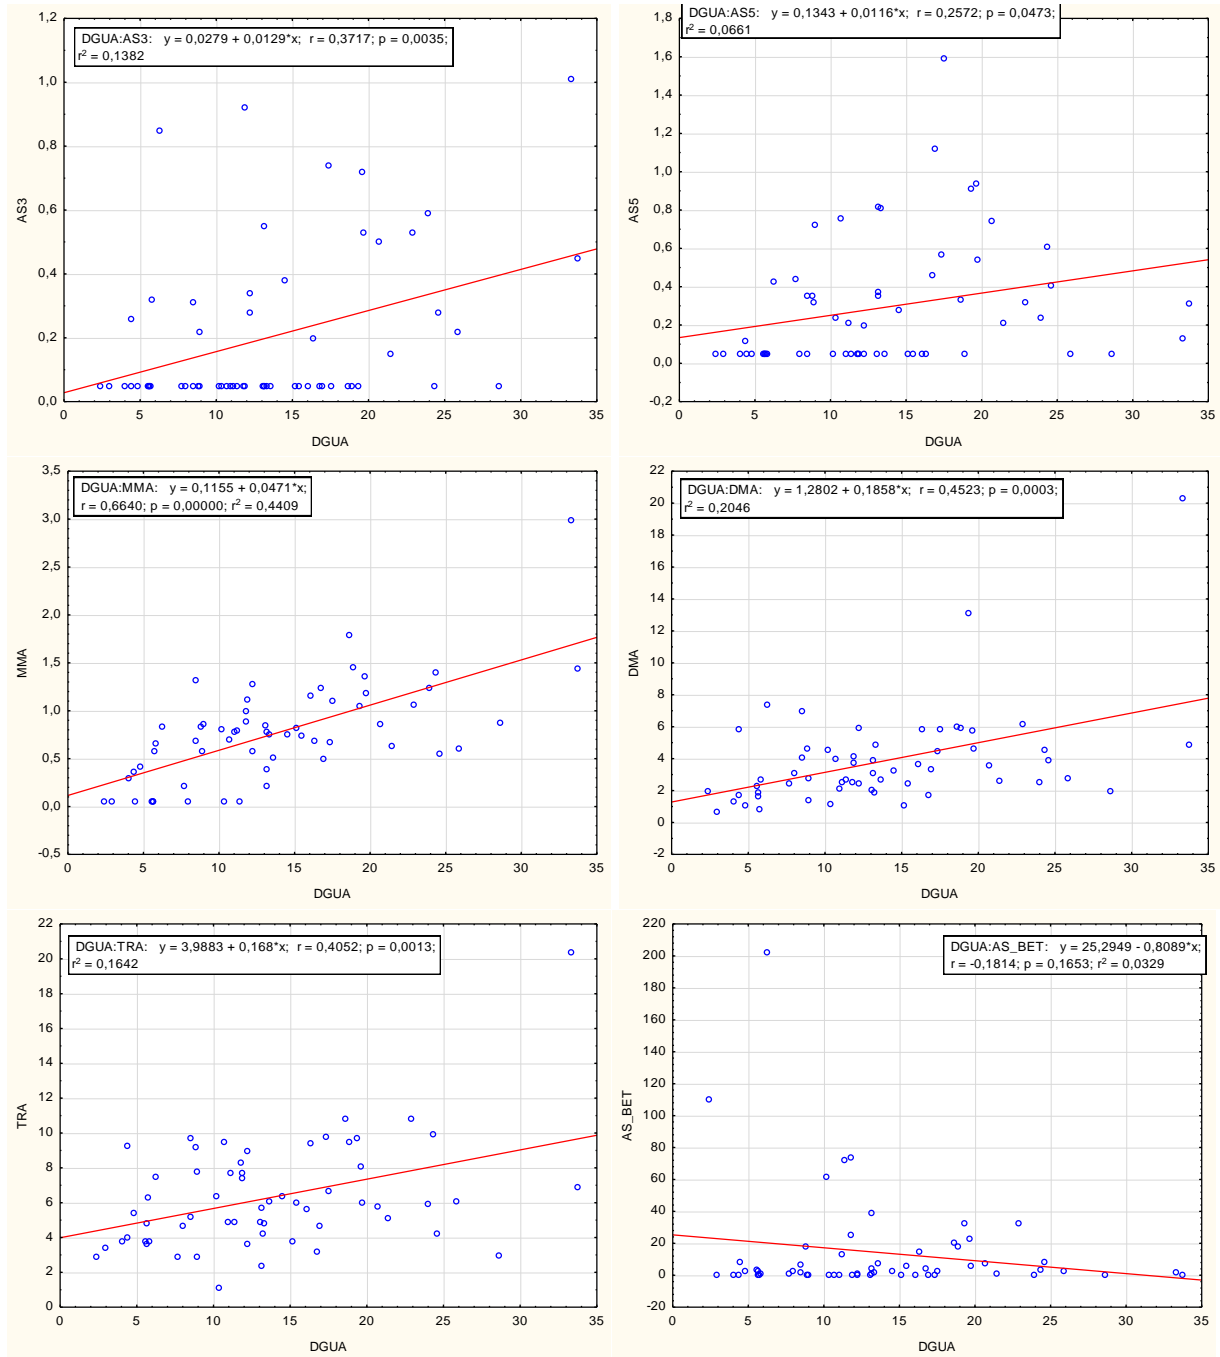 1,2
1,0
0,8
0,6
0,4
0,2
0,0
AS3
DGUA:AS3: y = 0,0279 + 0,0129*x; r = 0,3717; p = 0,0035;
r² = 0,1382
0 5 10 15 20 25 30 35
DGUA
1,8
1,6
1,4
1,2
1,0
0,8
0,6
0,4
0,2
0,0
-0,2
AS5
DGUA:AS5: y = 0,1343 + 0,0116*x; r = 0,2572; p = 0,0473;
r² = 0,0661
0 5 10 15 20 25 30 35
DGUA
3,5
3,0
2,5
2,0
1,5
1,0
0,5
0,0
-0,5
MMA
DGUA:MMA: y = 0,1155 + 0,0471*x;
r = 0,6640; p = 0,00000; r² = 0,4409
0 5 10 15 20 25 30 35
DGUA
22
20
18
16
14
12
10
8
6
4
2
0
-2
DMA
DGUA:DMA: y = 1,2802 + 0,1858*x; r = 0,4523; p = 0,0003;
r² = 0,2046
0 5 10 15 20 25 30 35
DGUA
22
20
18
16
14
12
10
8
6
4
2
0
TRA
DGUA:TRA: y = 3,9883 + 0,168*x; r = 0,4052; p = 0,0013;
r² = 0,1642
0 5 10 15 20 25 30 35
DGUA
220
200
180
160
140
120
100
80
60
40
20
0
-20
AS_BET
DGUA:AS_BET: y = 25,2949 - 0,8089*x;
r = -0,1814; p = 0,1653; r² = 0,0329
0 5 10 15 20 25 30 35
DGUA